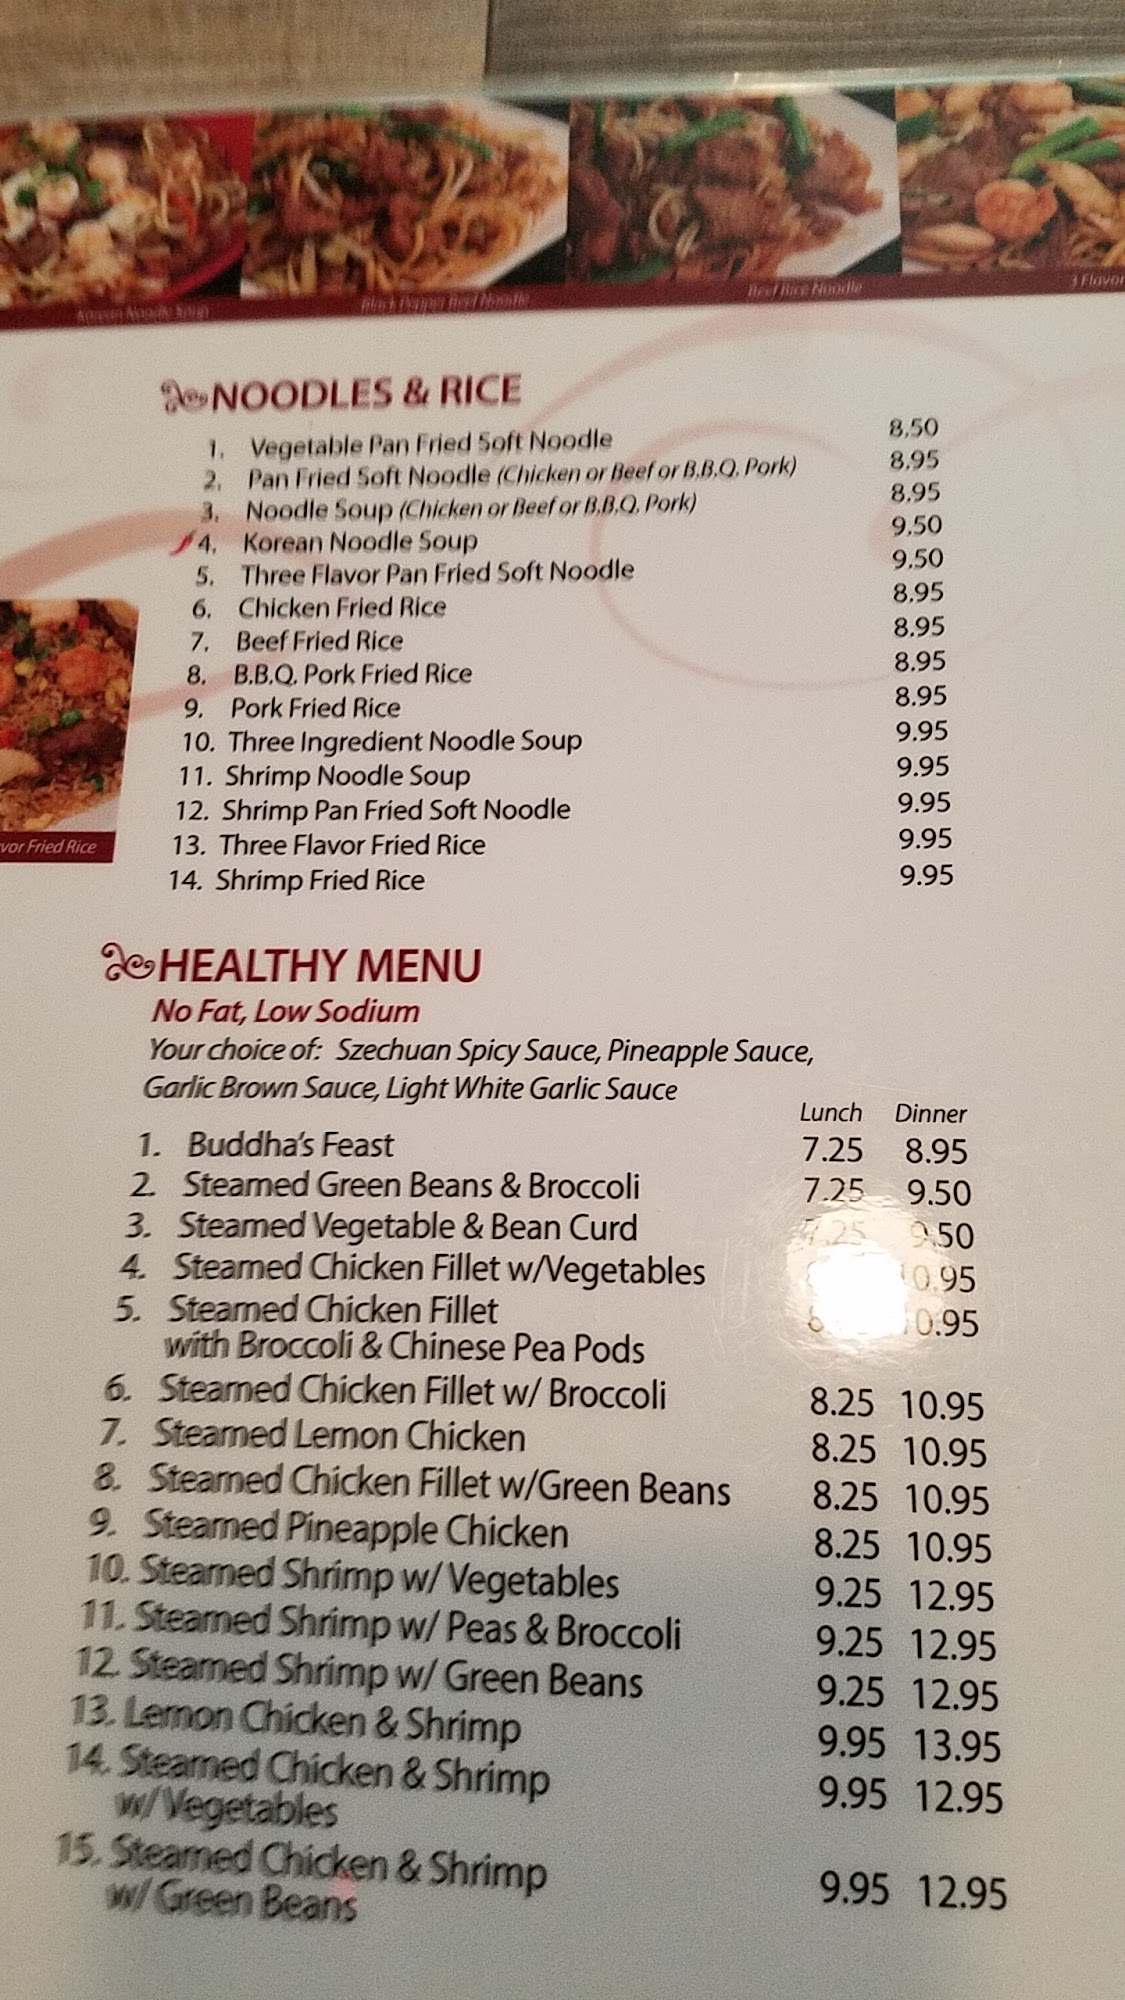 Korean Noodle Soup
Black Pepper Beef Noodle
Beef Rice Noodle
3 Flavor
NOODLES & RICE
1. Vegetable Pan Fried Soft Noodle 8.50
2. Pan Fried Soft Noodle (Chicken or Beef or B.B.Q. Pork) 8.95
3. Noodle Soup (Chicken or Beef or B.B.Q. Pork) 8.95
4. Korean Noodle Soup 9.50
5. Three Flavor Pan Fried Soft Noodle 9.50
6. Chicken Fried Rice 8.95
7. Beef Fried Rice 8.95
8. B.B.Q. Pork Fried Rice 8.95
9. Pork Fried Rice 8.95
10. Three Ingredient Noodle Soup 9.95
11. Shrimp Noodle Soup 9.95
12. Shrimp Pan Fried Soft Noodle 9.95
13. Three Flavor Fried Rice 9.95
14. Shrimp Fried Rice 9.95
vor Fried Rice
HEALTHY MENU
No Fat, Low Sodium
Your choice of: Szechuan Spicy Sauce, Pineapple Sauce,
Garlic Brown Sauce, Light White Garlic Sauce
Lunch Dinner
1. Buddha's Feast 7.25 8.95
2. Steamed Green Beans & Broccoli 7.25 9.50
3. Steamed Vegetable & Bean Curd 7.25 9.50
4. Steamed Chicken Fillet w/Vegetables 10.95
5. Steamed Chicken Fillet 10.95
with Broccoli & Chinese Pea Pods
6. Steamed Chicken Fillet w/ Broccoli 8.25 10.95
7. Steamed Lemon Chicken 8.25 10.95
8. Steamed Chicken Fillet w/Green Beans 8.25 10.95
9. Steamed Pineapple Chicken 8.25 10.95
10. Steamed Shrimp w/ Vegetables 9.25 12.95
11. Steamed Shrimp w/ Peas & Broccoli 9.25 12.95
12. Steamed Shrimp w/ Green Beans 9.25 12.95
13. Lemon Chicken & Shrimp 9.95 13.95
14. Steamed Chicken & Shrimp 9.95 12.95
w/ Vegetables
15. Steamed Chicken & Shrimp
w/ Green Beans 9.95 12.95